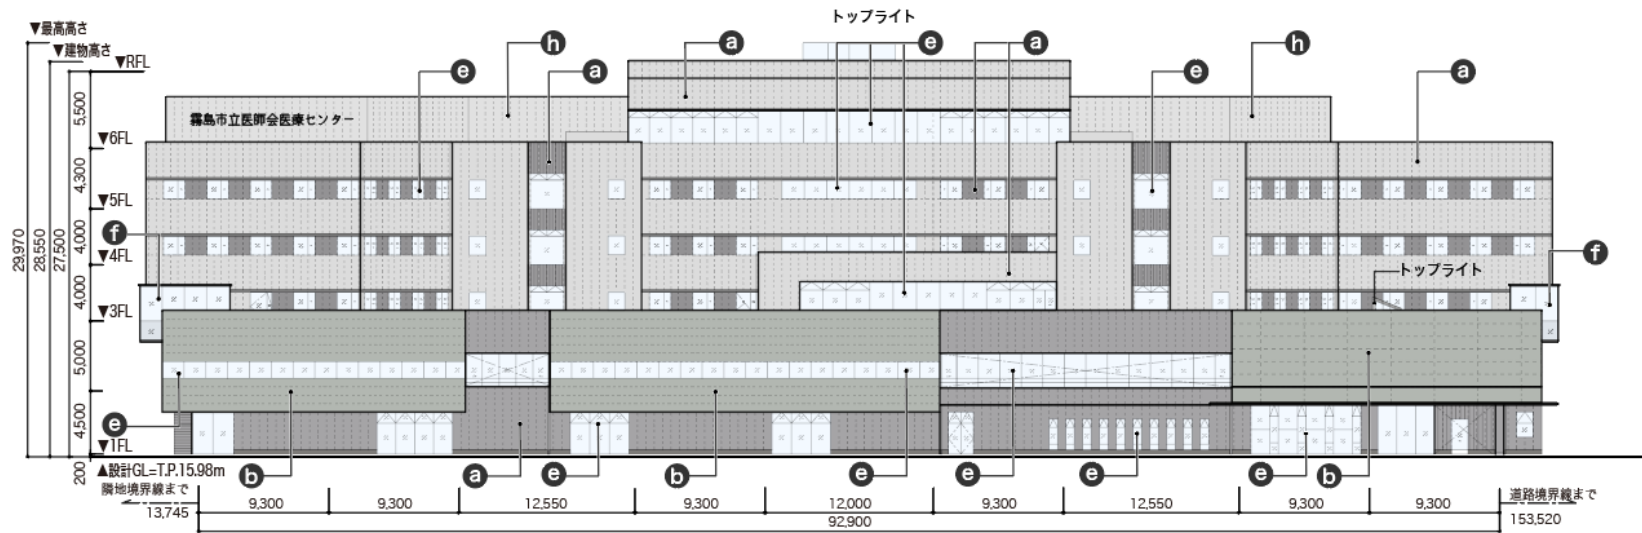 トップライト
▼最高高さ
▼建物高さ
▼RFL
h
a
e
a
h
e
a
e
a
霧島市立医師会医療センター
5,500
▼6FL
4,300
▼5FL
4,000
▼4FL
4,000
▼3FL
5,000
4,500
▼1FL
200
29,970
28,550
27,500
f
f
トップライト
e
b
a
e
b
e
e
e
e
b
▲設計GL=T.P.15.98m
隣地境界線まで
13,745
9,300
9,300
12,550
9,300
12,000
9,300
12,550
9,300
9,300
92,900
道路境界線まで
153,520